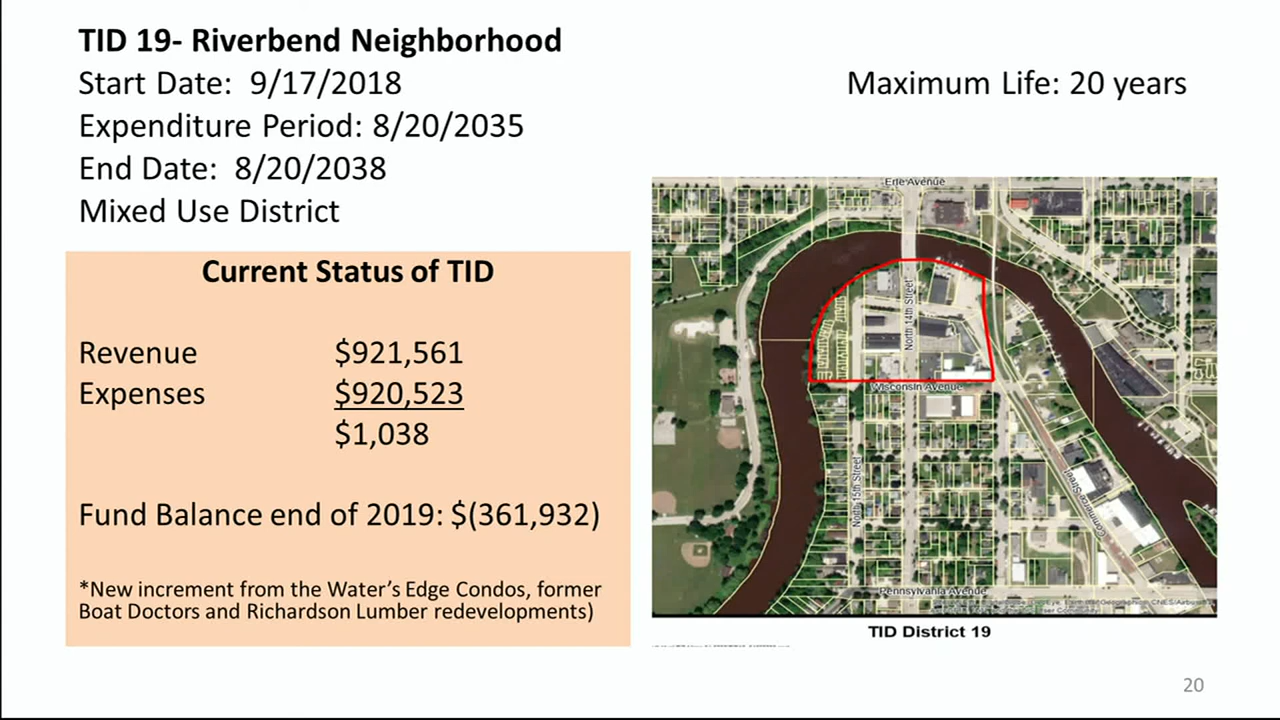 TID 19- Riverbend Neighborhood
Start Date: 9/17/2018
Maximum Life: 20 years
Expenditure Period: 8/20/2035
End Date: 8/20/2038
Mixed Use District
Current Status of TID
Revenue $921,561
Expenses $920,523
$1,038
Fund Balance end of 2019: $(361,932)
*New increment from the Water's Edge Condos, former
Boat Doctors and Richardson Lumber redevelopments)
Erie Avenue
North 14th Street
Wisconsin Avenue
North 15th Street
Commerce Street
Pennsylvania Avenue
TID District 19
20